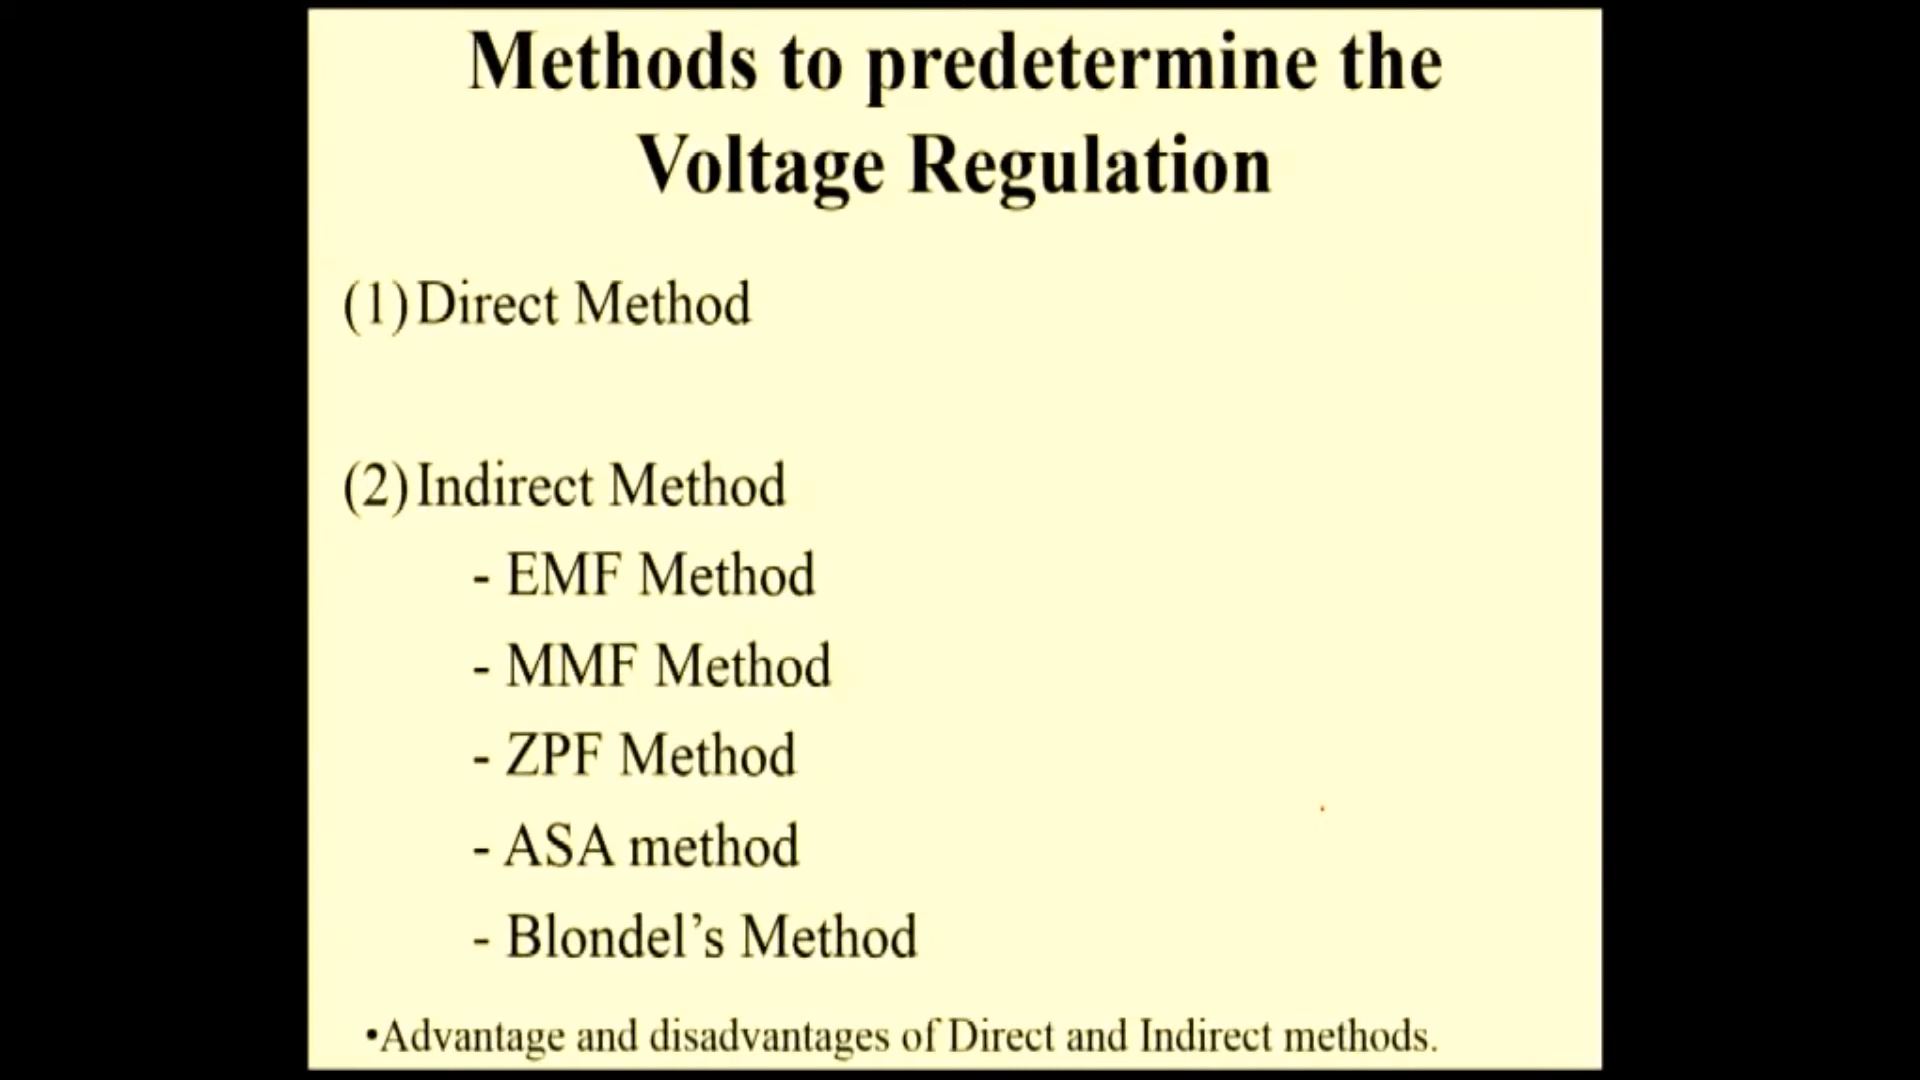 Methods to predetermine the
Voltage Regulation
(1) Direct Method
(2) Indirect Method
- EMF Method
- MMF Method
- ZPF Method
- ASA method
- Blondel’s Method
•Advantage and disadvantages of Direct and Indirect methods.